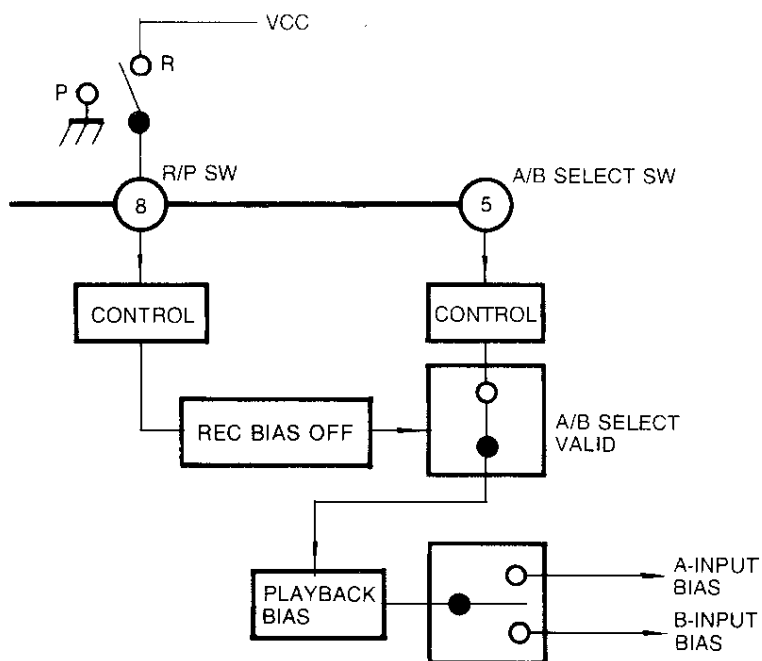 VCC
R
P
R/P SW
A/B SELECT SW
8
5
CONTROL
CONTROL
REC BIAS OFF
A/B SELECT
VALID
PLAYBACK
BIAS
A-INPUT
BIAS
B-INPUT
BIAS